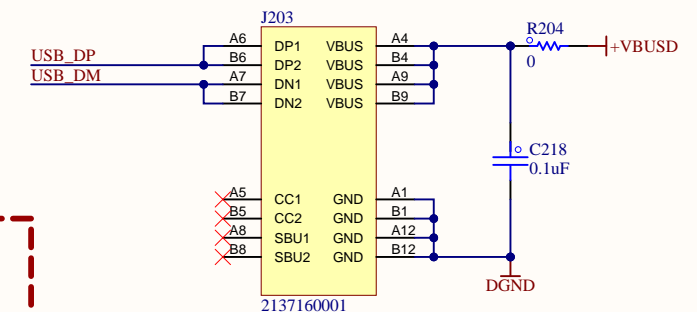 J203
R204
+VBUSD
0
USB_DP
USB_DM
A6 DP1 VBUS A4
B6 DP2 VBUS B4
A7 DN1 VBUS A9
B7 DN2 VBUS B9
C218
0.1uF
A5 CC1 GND A1
B5 CC2 GND B1
A8 SBU1 GND A12
B8 SBU2 GND B12
DGND
2137160001